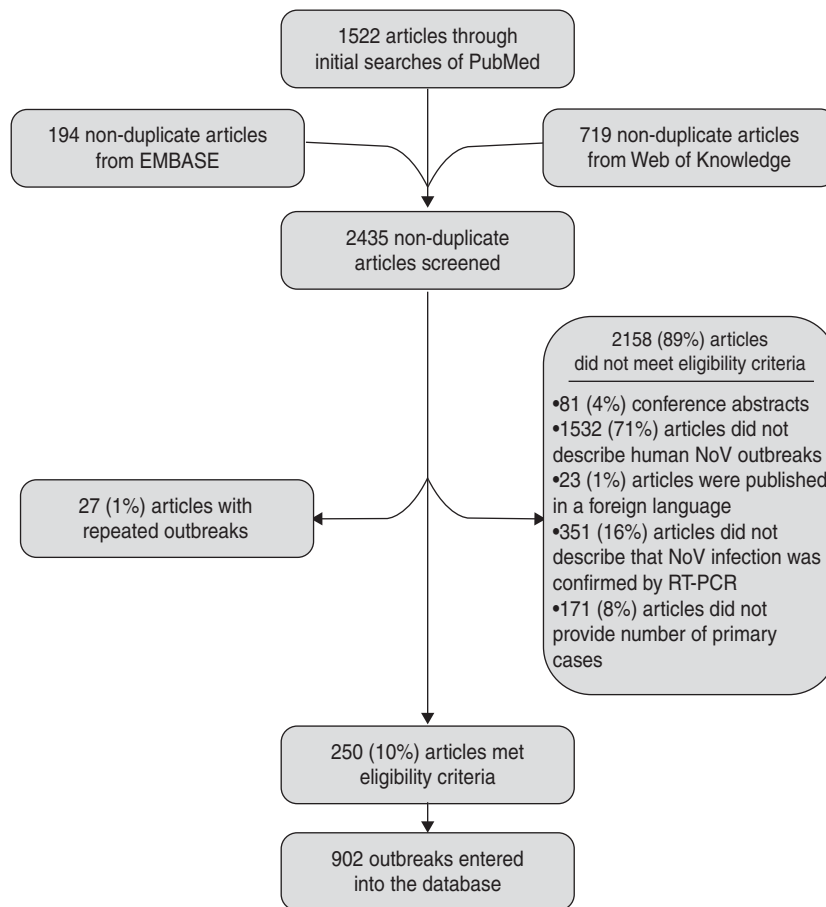 1522 articles through
initial searches of PubMed
194 non-duplicate articles
from EMBASE
719 non-duplicate articles
from Web of Knowledge
2435 non-duplicate
articles screened
2158 (89%) articles
did not meet eligibility criteria
•81 (4%) conference abstracts
•1532 (71%) articles did not
describe human NoV outbreaks
•23 (1%) articles were published
in a foreign language
•351 (16%) articles did not
describe that NoV infection was
confirmed by RT-PCR
•171 (8%) articles did not
provide number of primary
cases
27 (1%) articles with
repeated outbreaks
250 (10%) articles met
eligibility criteria
902 outbreaks entered
into the database